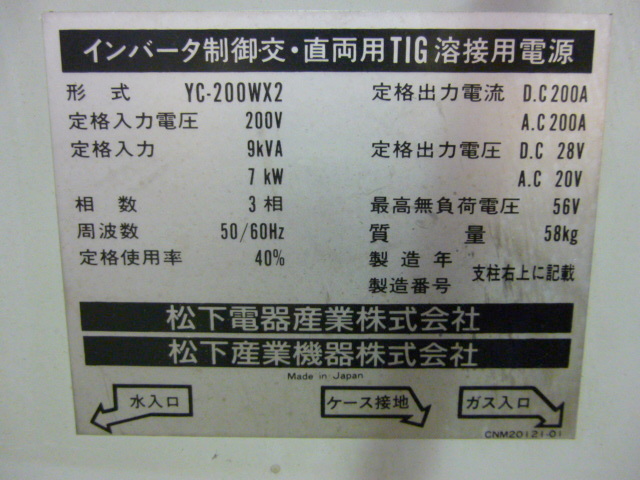 インバータ制御交・直両用TIG溶接用電源
形式 YC-200WX2 定格出力電流 D.C 200A
定格入力電圧 200V A.C 200A
定格入力 9kVA 定格出力電圧 D.C 28V
7kW A.C 20V
相数 3相 最高無負荷電圧 56V
周波数 50/60Hz 質量 58kg
定格使用率 40% 製造年 支柱右上に記載
製造番号
松下電器産業株式会社
松下産業機器株式会社
Made in Japan
水入口 ケース接地 ガス入口
CNM20121-01